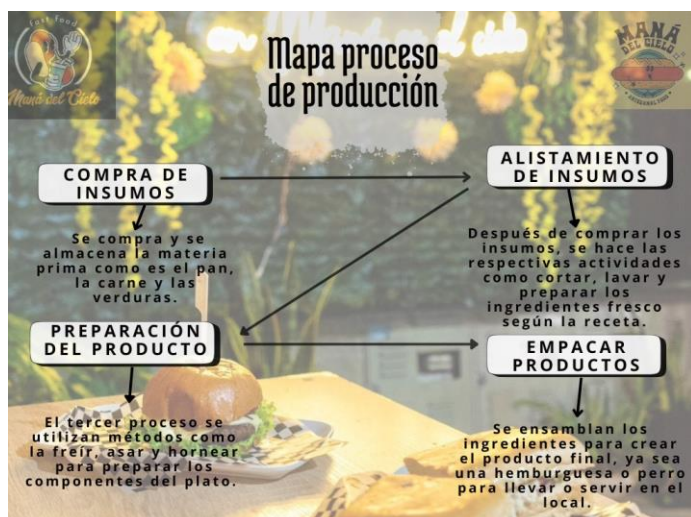 fast food
Maná del Cielo
Mapa proceso
de producción
MANÁ
DEL CIELO
COMPRA DE
INSUMOS
ALISTAMIENTO
DE INSUMOS
Se compra y se
almacena la materia
prima como es el pan,
la carne y las
verduras.
Después de comprar los
insumos, se hace las
respectivas actividades
como cortar, lavar y
preparar los
ingredientes fresco
según la receta.
PREPARACIÓN
DEL PRODUCTO
EMPACAR
PRODUCTOS
El tercer proceso se
utilizan métodos como
la freír, asar y hornear
para preparar los
componentes del plato.
Se ensamblan los
ingredientes para crear
el producto final, ya sea
una hemburguesa o perro
para llevar o servir en el
local.